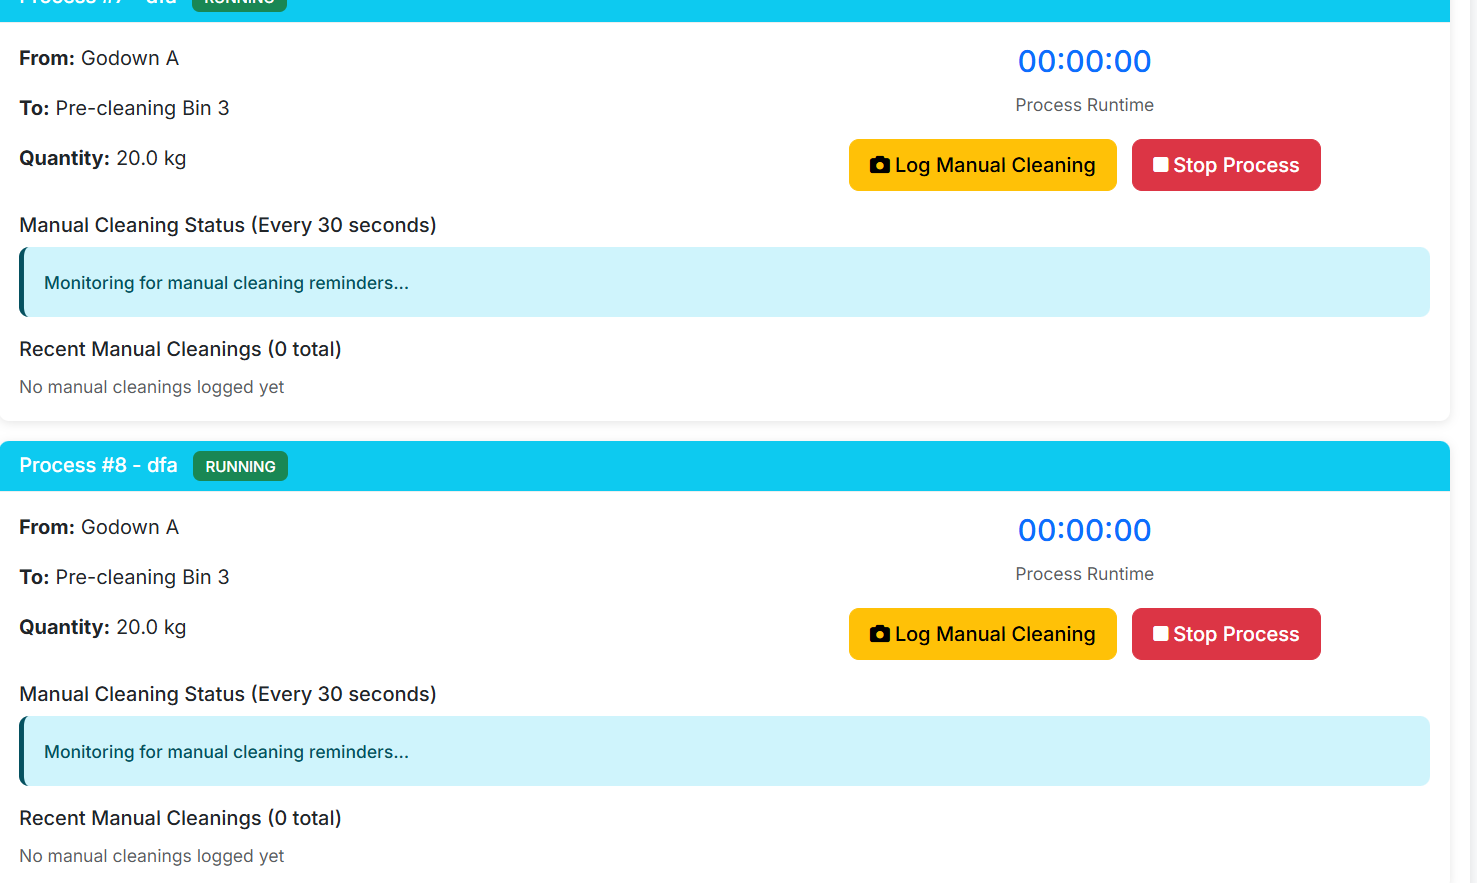 Process #7 - dfa RUNNING
From: Godown A
00:00:00
To: Pre-cleaning Bin 3
Process Runtime
Quantity: 20.0 kg
Log Manual Cleaning
Stop Process
Manual Cleaning Status (Every 30 seconds)
Monitoring for manual cleaning reminders...
Recent Manual Cleanings (0 total)
No manual cleanings logged yet
Process #8 - dfa RUNNING
From: Godown A
00:00:00
To: Pre-cleaning Bin 3
Process Runtime
Quantity: 20.0 kg
Log Manual Cleaning
Stop Process
Manual Cleaning Status (Every 30 seconds)
Monitoring for manual cleaning reminders...
Recent Manual Cleanings (0 total)
No manual cleanings logged yet